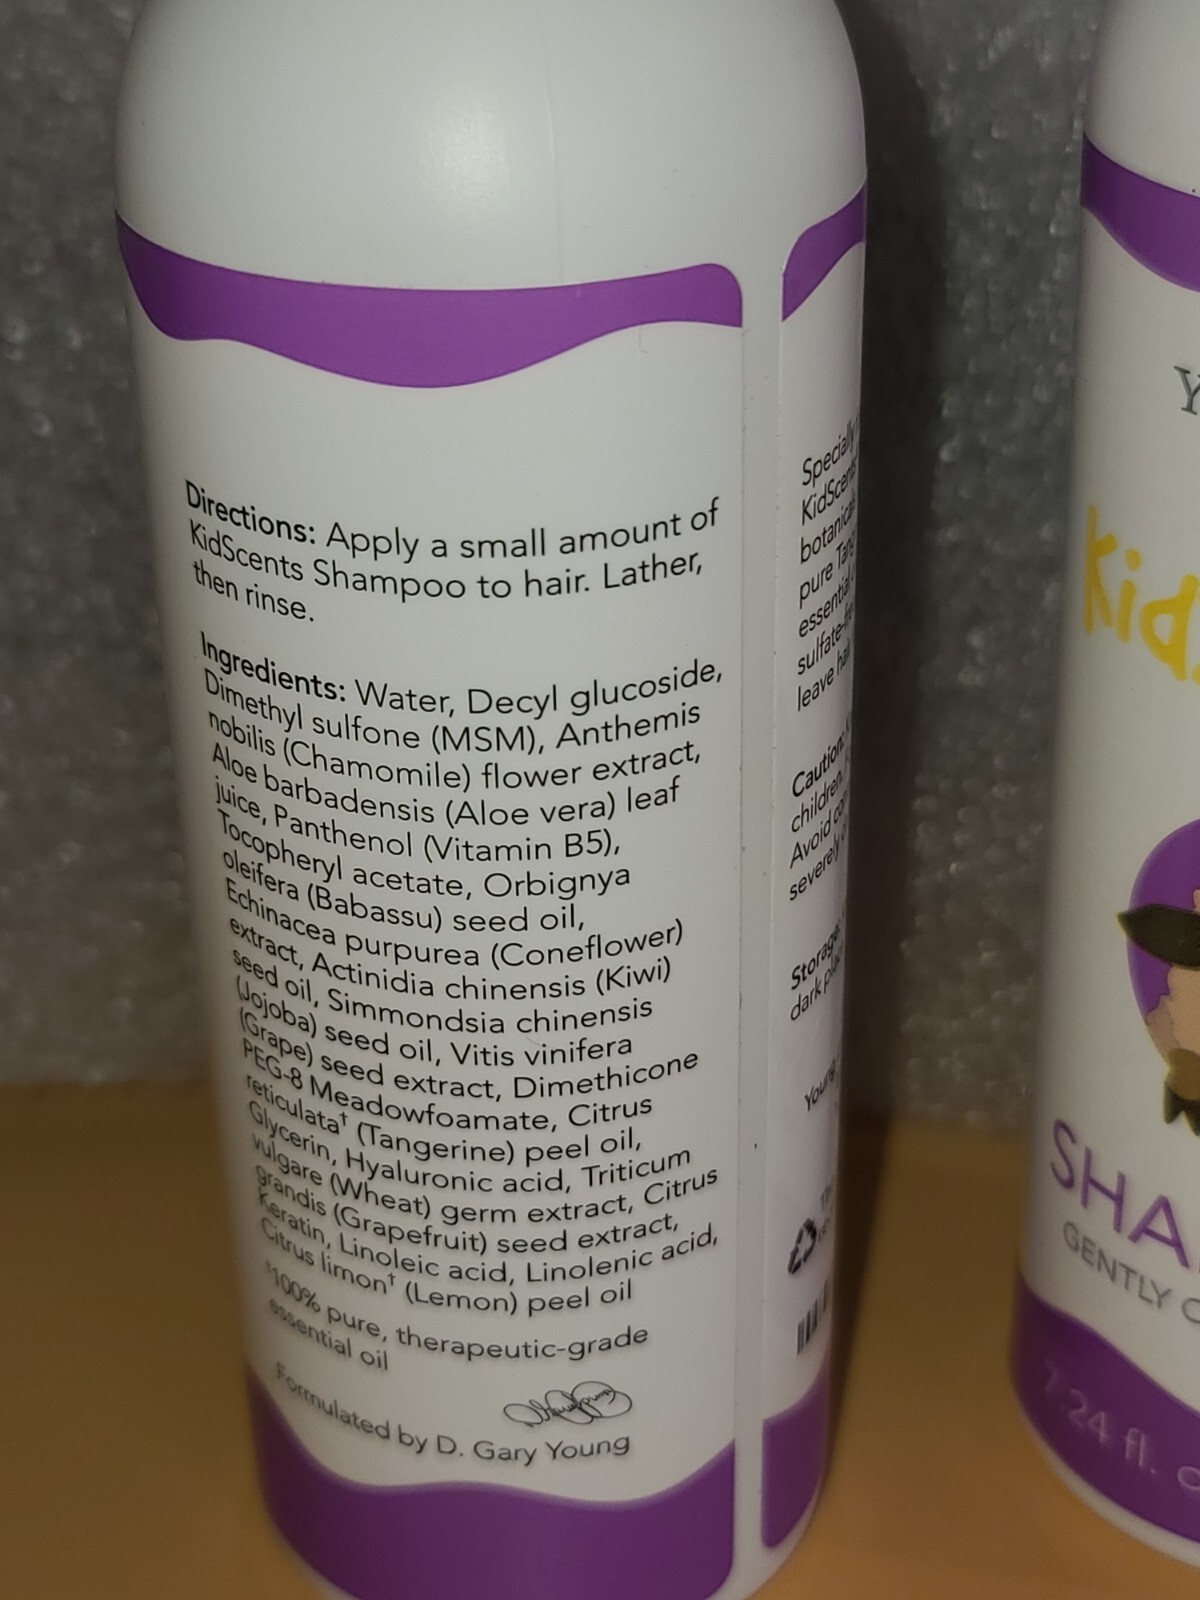 Directions: Apply a small amount of
KidScents Shampoo to hair. Lather,
then rinse.
Ingredients: Water, Decyl glucoside,
Dimethyl sulfone (MSM), Anthemis
nobilis (Chamomile) flower extract,
Aloe barbadensis (Aloe vera) leaf
juice, Panthenol (Vitamin B5),
Tocopheryl acetate, Orbignya
oleifera (Babassu) seed oil,
Echinacea purpurea (Coneflower)
extract, Actinidia chinensis (Kiwi)
seed oil, Simmondsia chinensis
(Jojoba) seed oil, Vitis vinifera
(Grape) seed extract, Dimethicone
PEG-8 Meadowfoamate, Citrus
reticulata† (Tangerine) peel oil,
Glycerin, Hyaluronic acid, Triticum
vulgare (Wheat) germ extract, Citrus
grandis (Grapefruit) seed extract,
Keratin, Linoleic acid, Linolenic acid,
Citrus limon† (Lemon) peel oil
†100% pure, therapeutic-grade
essential oil
Formulated by D. Gary Young
Specially
KidScents
botanicals
pure
essential
sulfate-
leave
Caution:
children.
Avoid
severely
Storage:
dark
Young
Y
Kid
SHA
GENTLY
7.24 fl.